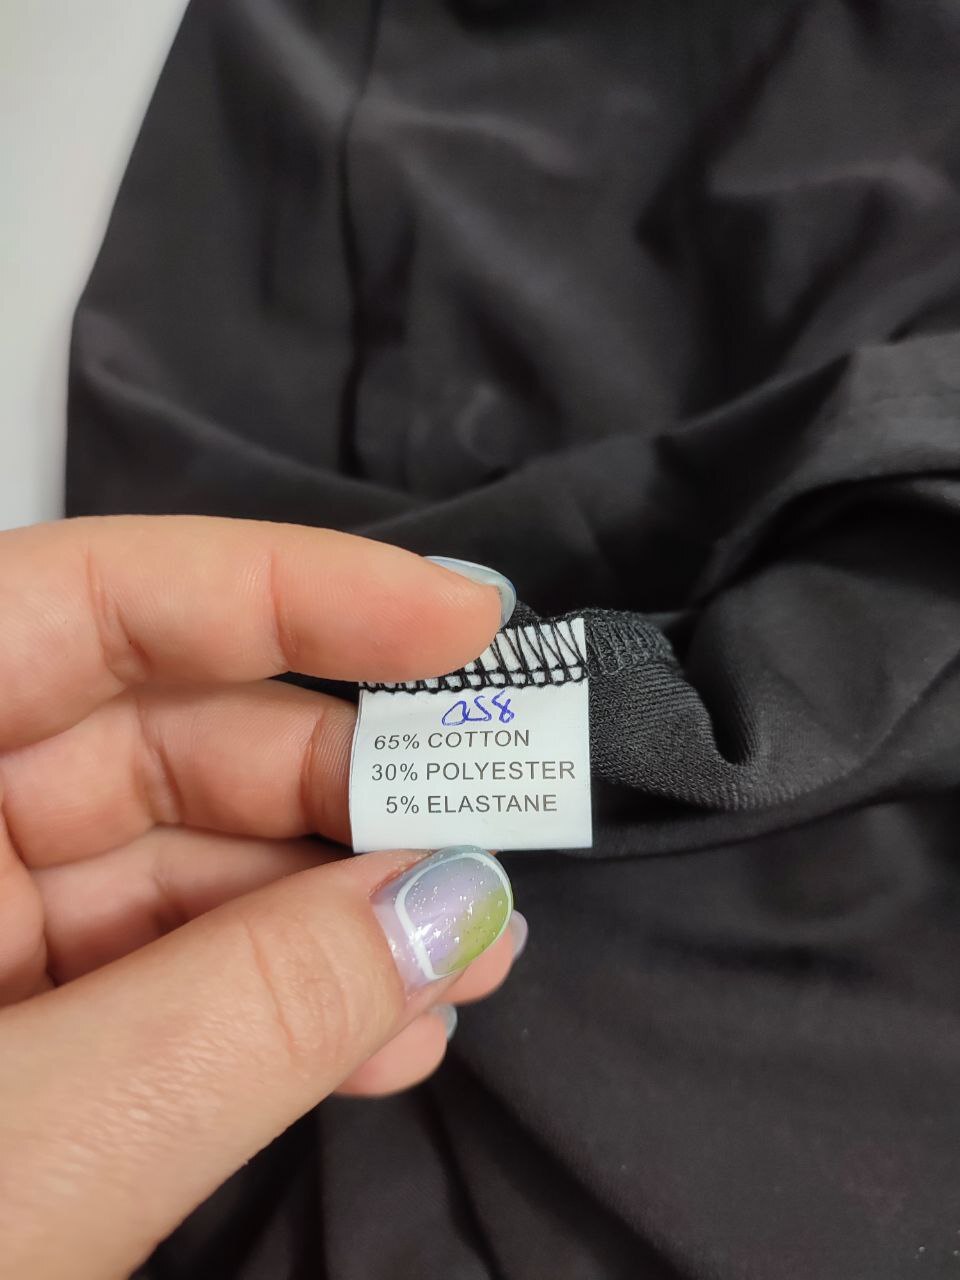 058
65% COTTON
30% POLYESTER
5% ELASTANE